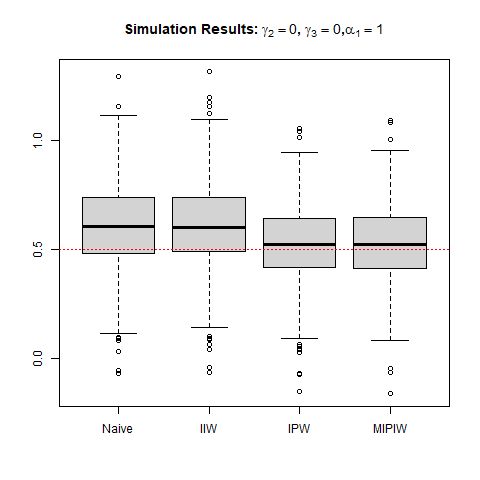 Simulation Results: γ₂ = 0, γ₃ = 0,α₁ = 1
1.0
0.5
0.0
Naive IIW IPW MIPIW